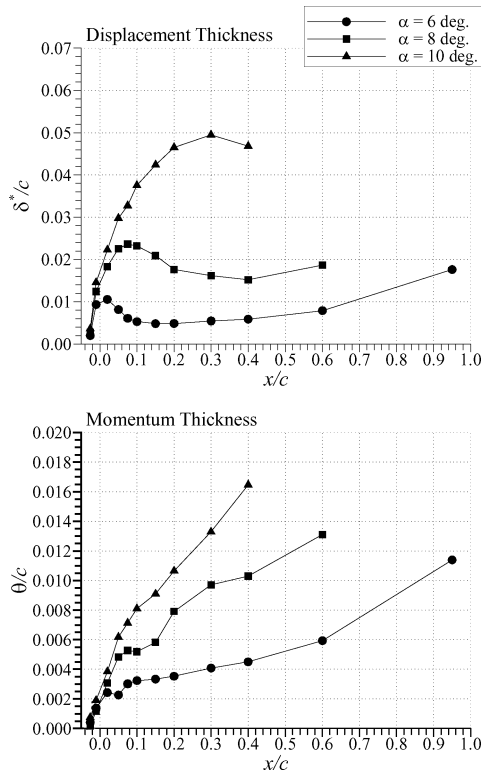 α = 6 deg.
α = 8 deg.
α = 10 deg.
Displacement Thickness
0.07
0.06
0.05
0.04
0.03
0.02
0.01
0.00
δ*/c
0.0 0.1 0.2 0.3 0.4 0.5 0.6 0.7 0.8 0.9 1.0
x/c
Momentum Thickness
0.020
0.018
0.016
0.014
0.012
0.010
0.008
0.006
0.004
0.002
0.000
θ/c
0.0 0.1 0.2 0.3 0.4 0.5 0.6 0.7 0.8 0.9 1.0
x/c